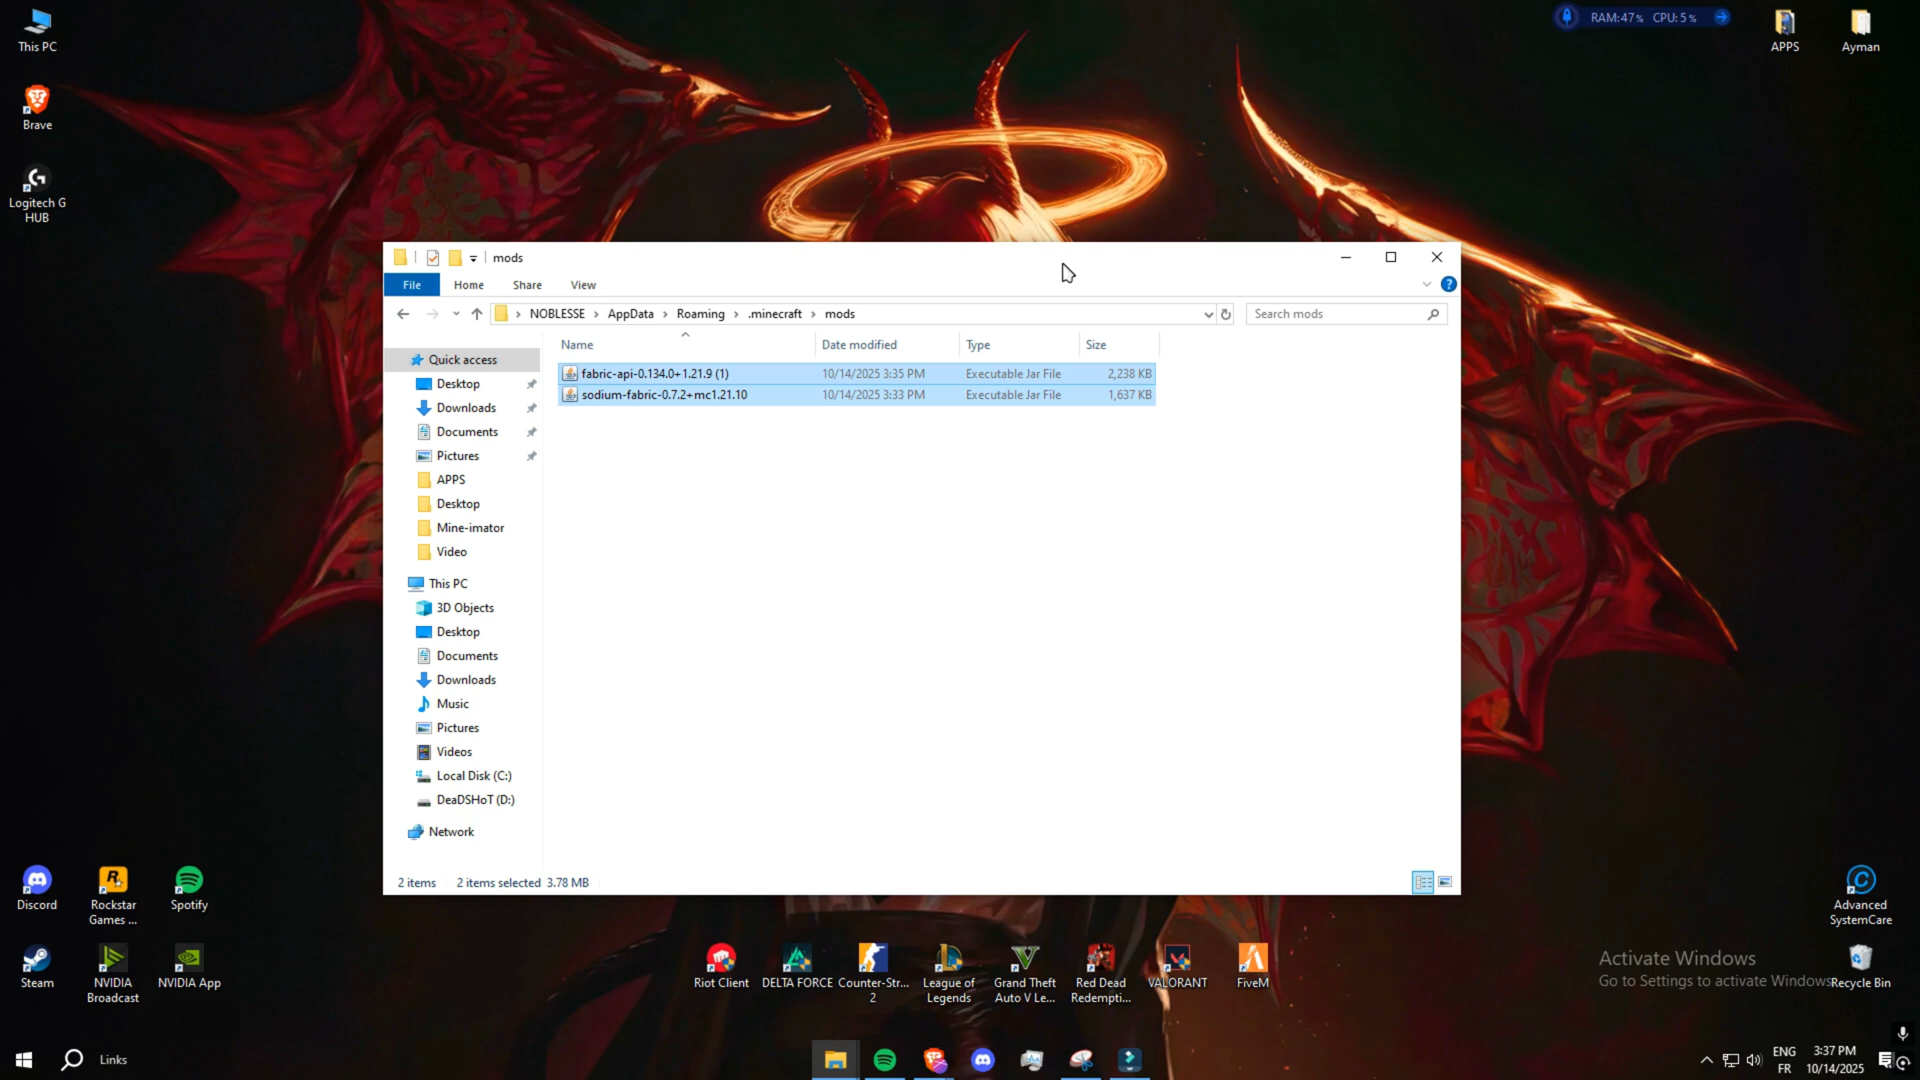 This PC
RAM:47% CPU:5%
APPS
Ayman
Brave
Logitech G
HUB
mods
File
Home
Share
View
NOBLESSE
AppData
Roaming
.minecraft
mods
Search mods
Name
Date modified
Type
Size
fabric-api-0.134.0+1.21.9 (1)
10/14/2025 3:35 PM
Executable Jar File
2,238 KB
sodium-fabric-0.7.2+mc1.21.10
10/14/2025 3:33 PM
Executable Jar File
1,637 KB
Quick access
Desktop
Downloads
Documents
Pictures
APPS
Desktop
Mine-imator
Video
This PC
3D Objects
Desktop
Documents
Downloads
Music
Pictures
Videos
Local Disk (C:)
DeaDSHoT (D:)
Network
2 items
2 items selected 3.78 MB
Discord
Rockstar
Games ...
Spotify
Steam
NVIDIA
Broadcast
NVIDIA App
Riot Client
DELTA FORCE
Counter-Str...
2
League of
Legends
Grand Theft
Auto V Le...
Red Dead
Redempti...
VALORANT
FiveM
Advanced
SystemCare
Activate Windows
Go to Settings to activate Windows
Recycle Bin
Links
ENG
FR
3:37 PM
10/14/2025